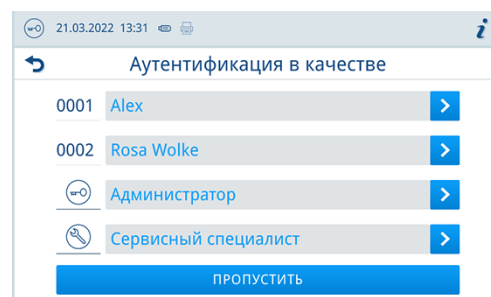 21.03.2022 13:31
i
Аутентификация в качестве
0001 Alex
0002 Rosa Wolke
Администратор
Сервисный специалист
ПРОПУСТИТЬ